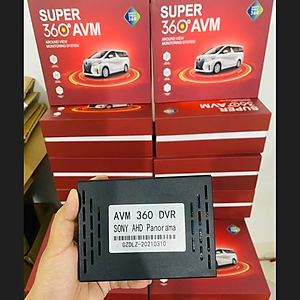 SUPER
360° AVM
AROUND VIEW
MONITORING SYSTEM
SUPER
360° AVM
AROUND VIEW
MONITORING SYSTEM
SUPER
AVM 360 DVR
SONY AHD Panorama
GZDLZ-20210310